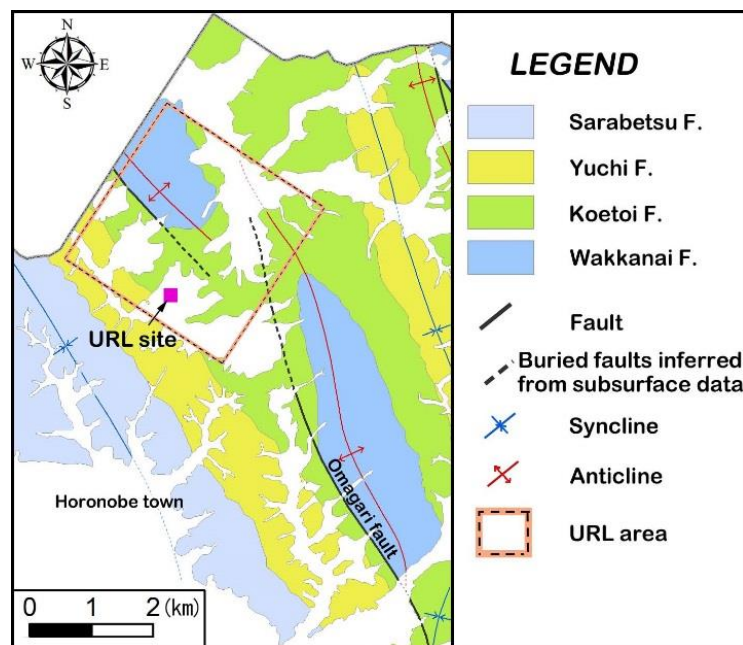 N
W E
S
URL site
Horonobe town
Omagari fault
0 1 2 (km)
LEGEND
Sarabetsu F.
Yuchi F.
Koetoi F.
Wakkanai F.
Fault
Buried faults inferred
from subsurface data
Syncline
Anticline
URL area